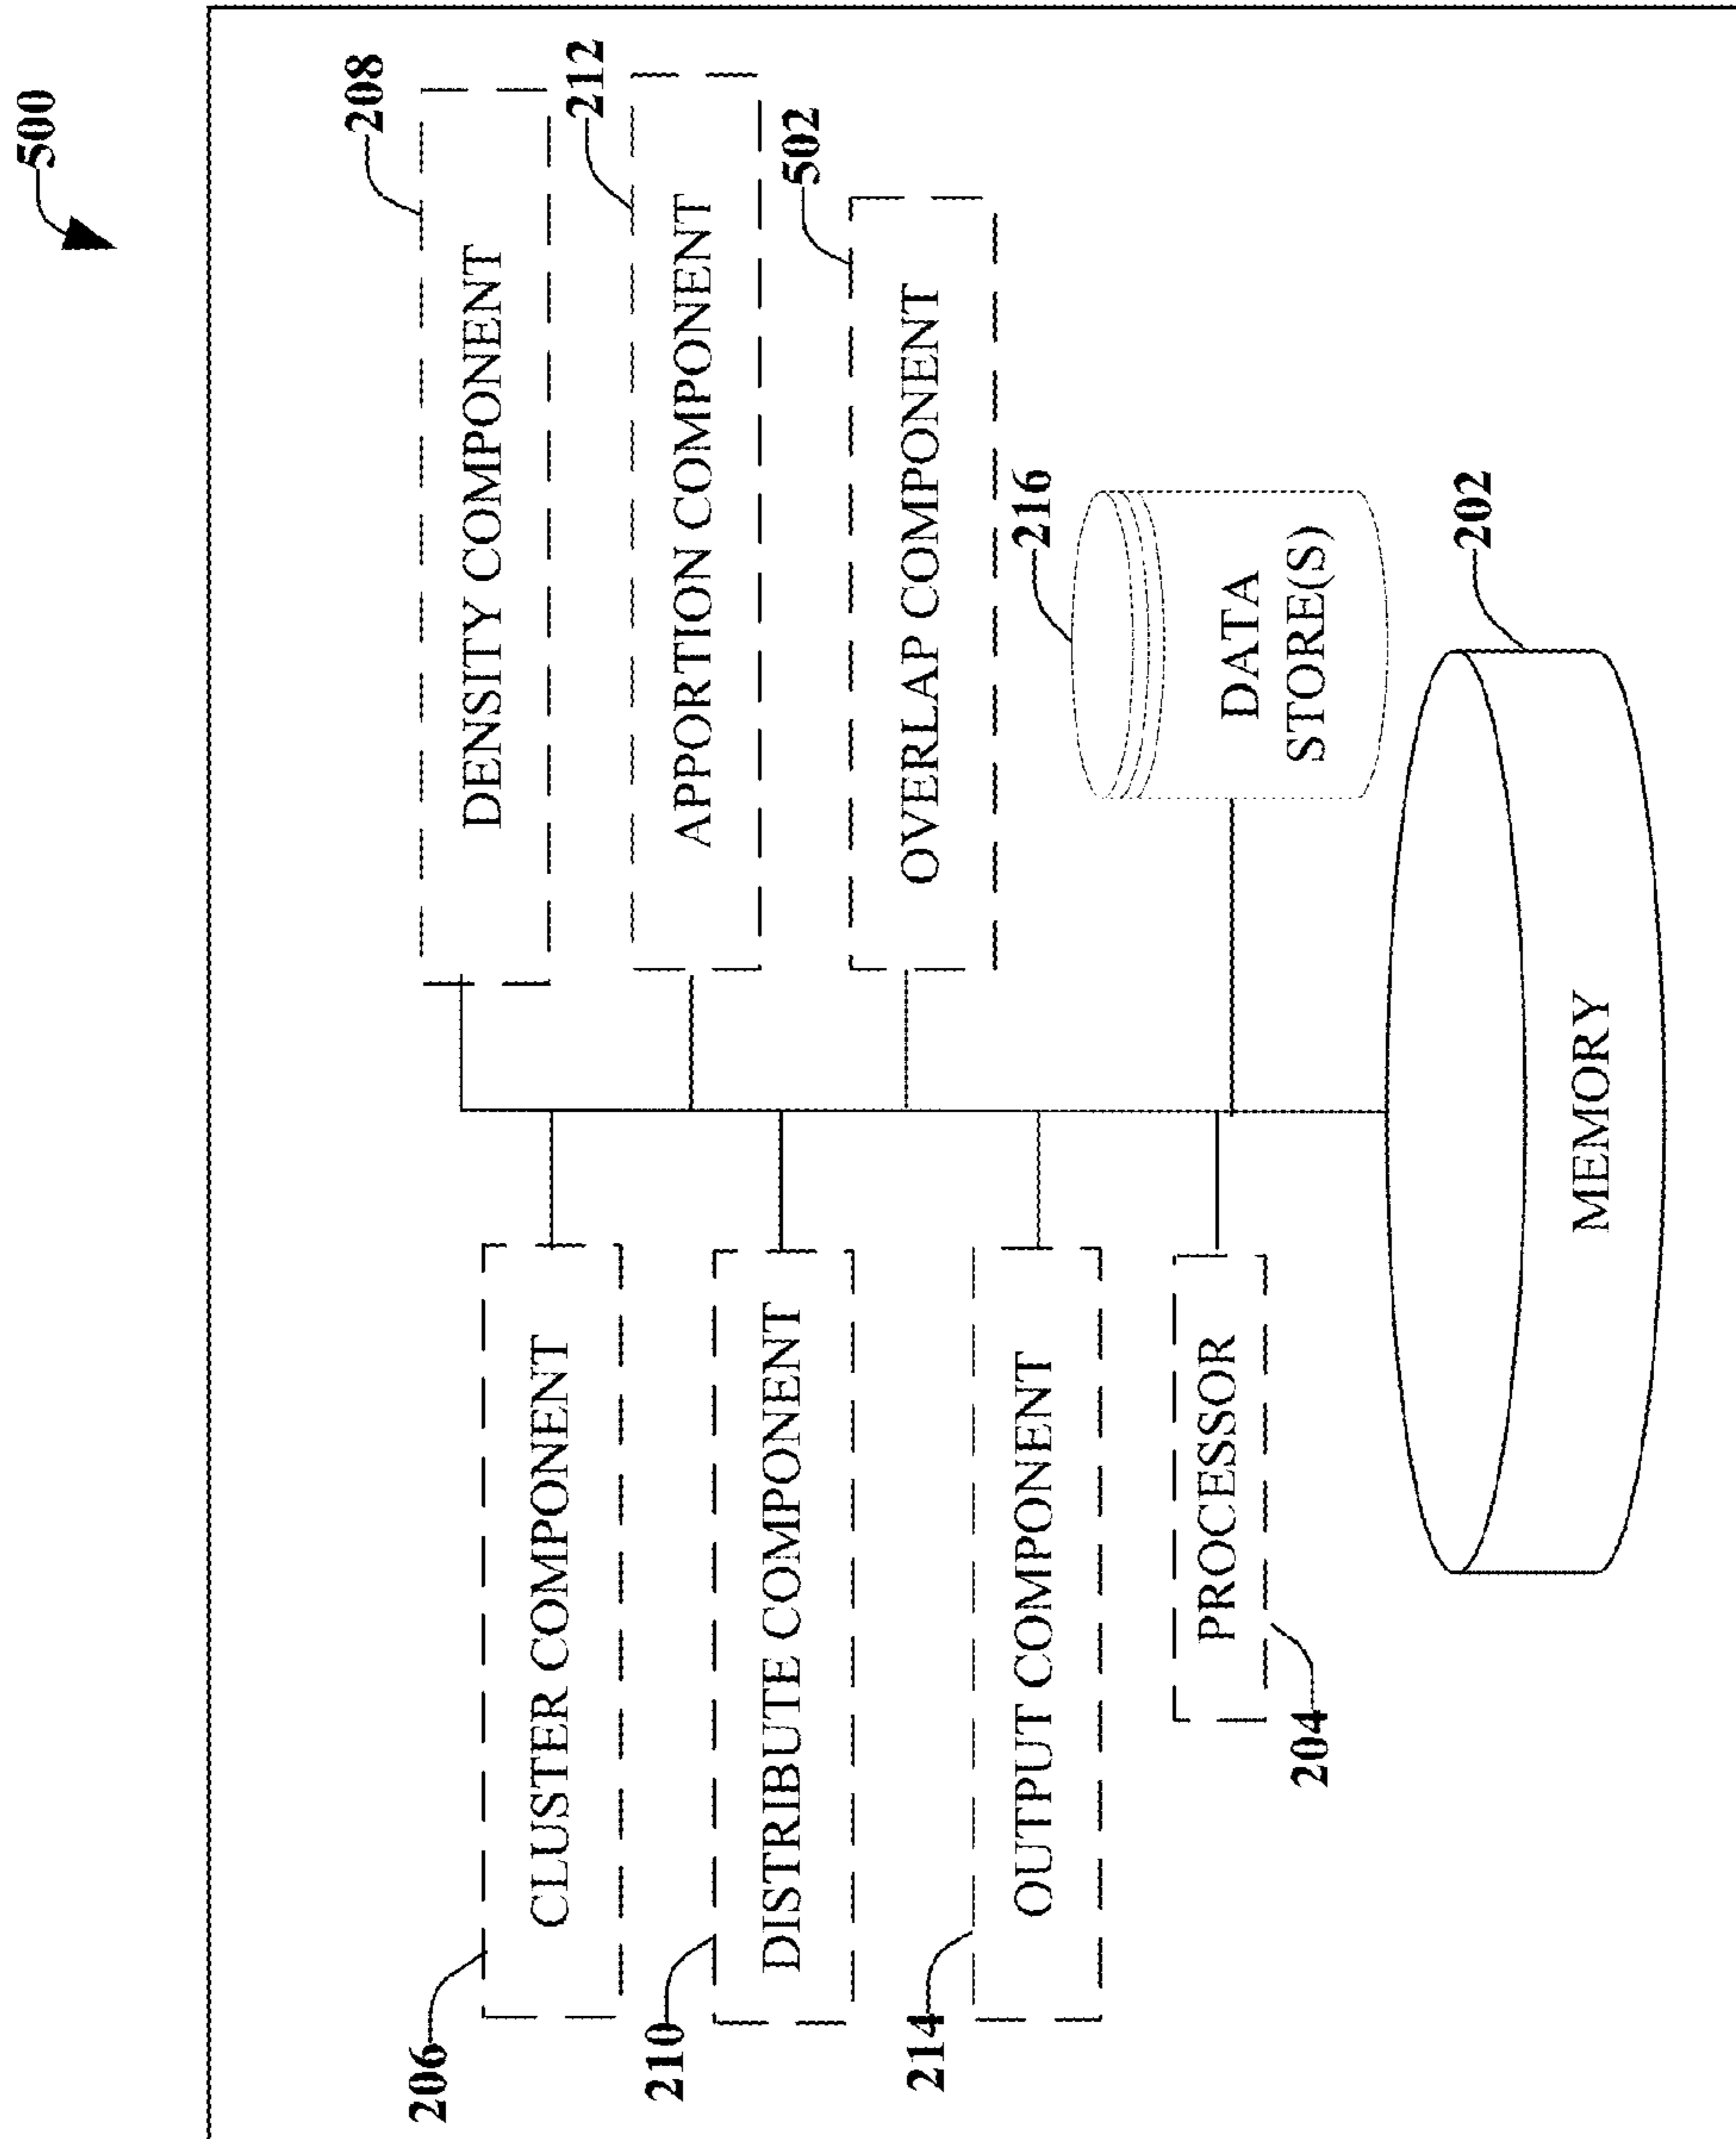 500
208
DENSITY COMPONENT
206
CLUSTER COMPONENT
212
APPORTION COMPONENT
210
DISTRIBUTE COMPONENT
502
OVERLAP COMPONENT
214
OUTPUT COMPONENT
216
DATA
STORE(S)
PROCESSOR
204
202
MEMORY